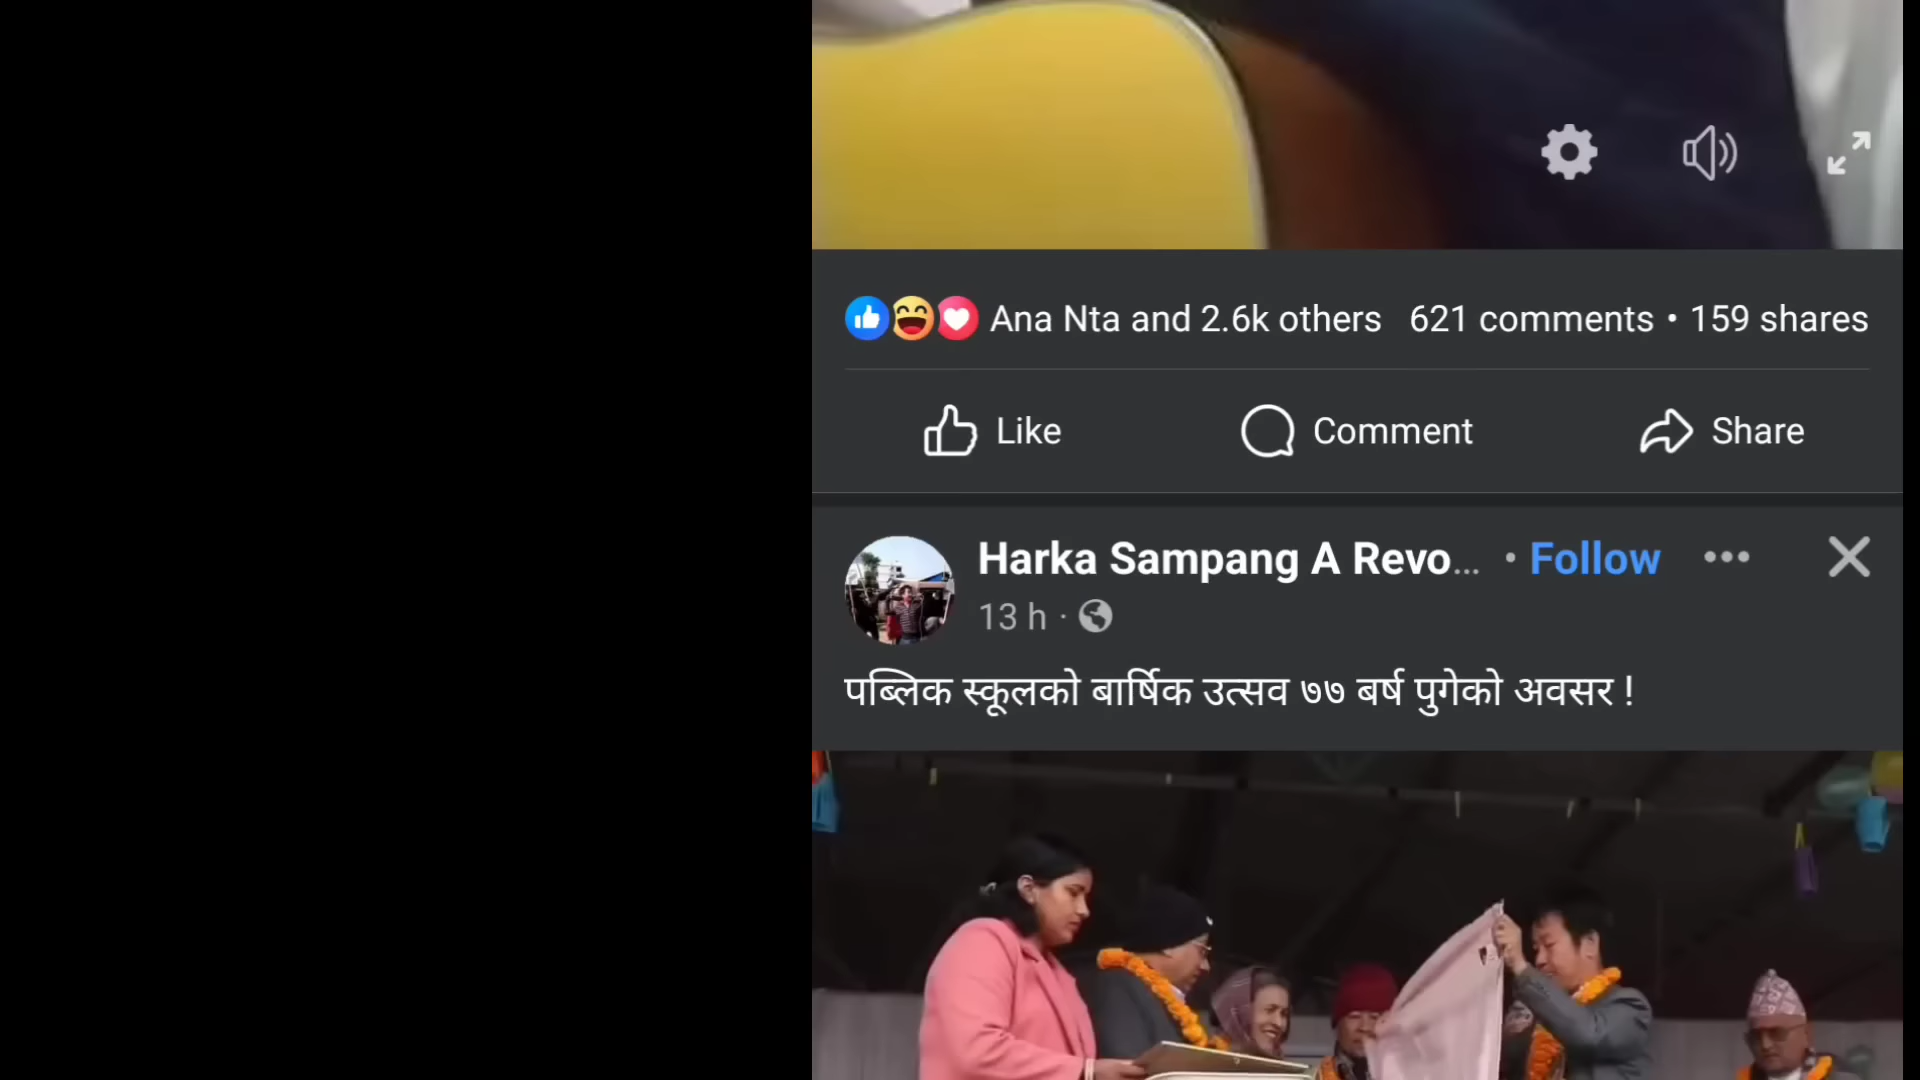 Ana Nta and 2.6k others 621 comments • 159 shares
Like Comment Share
Harka Sampang A Revo... • Follow
13 h ·
पब्लिक स्कूलको बार्षिक उत्सव ७७ बर्ष पुगेको अवसर !